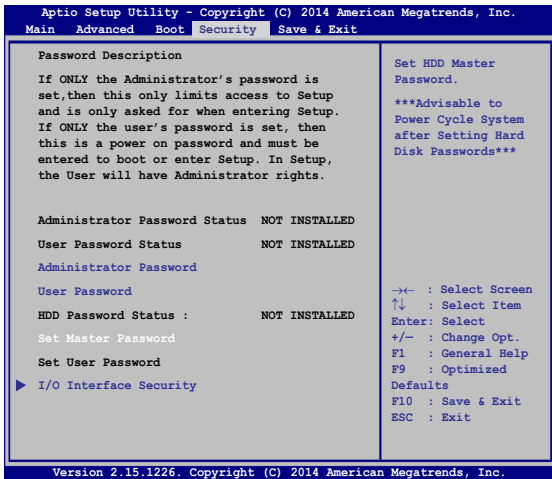 Aptio Setup Utility - Copyright (C) 2014 American Megatrends, Inc.
Main Advanced Boot Security Save & Exit
Password Description
If ONLY the Administrator's password is
set,then this only limits access to Setup
and is only asked for when entering Setup.
If ONLY the user's password is set, then
this is a power on password and must be
entered to boot or enter Setup. In Setup,
the User will have Administrator rights.
Administrator Password Status NOT INSTALLED
User Password Status NOT INSTALLED
Administrator Password
User Password
HDD Password Status : NOT INSTALLED
Set Master Password
Set User Password
I/O Interface Security
Set HDD Master
Password.
***Advisable to
Power Cycle System
after Setting Hard
Disk Passwords***
→← : Select Screen
↑↓ : Select Item
Enter: Select
+/— : Change Opt.
F1 : General Help
F9 : Optimized
Defaults
F10 : Save & Exit
ESC : Exit
Version 2.15.1226. Copyright (C) 2014 American Megatrends, Inc.